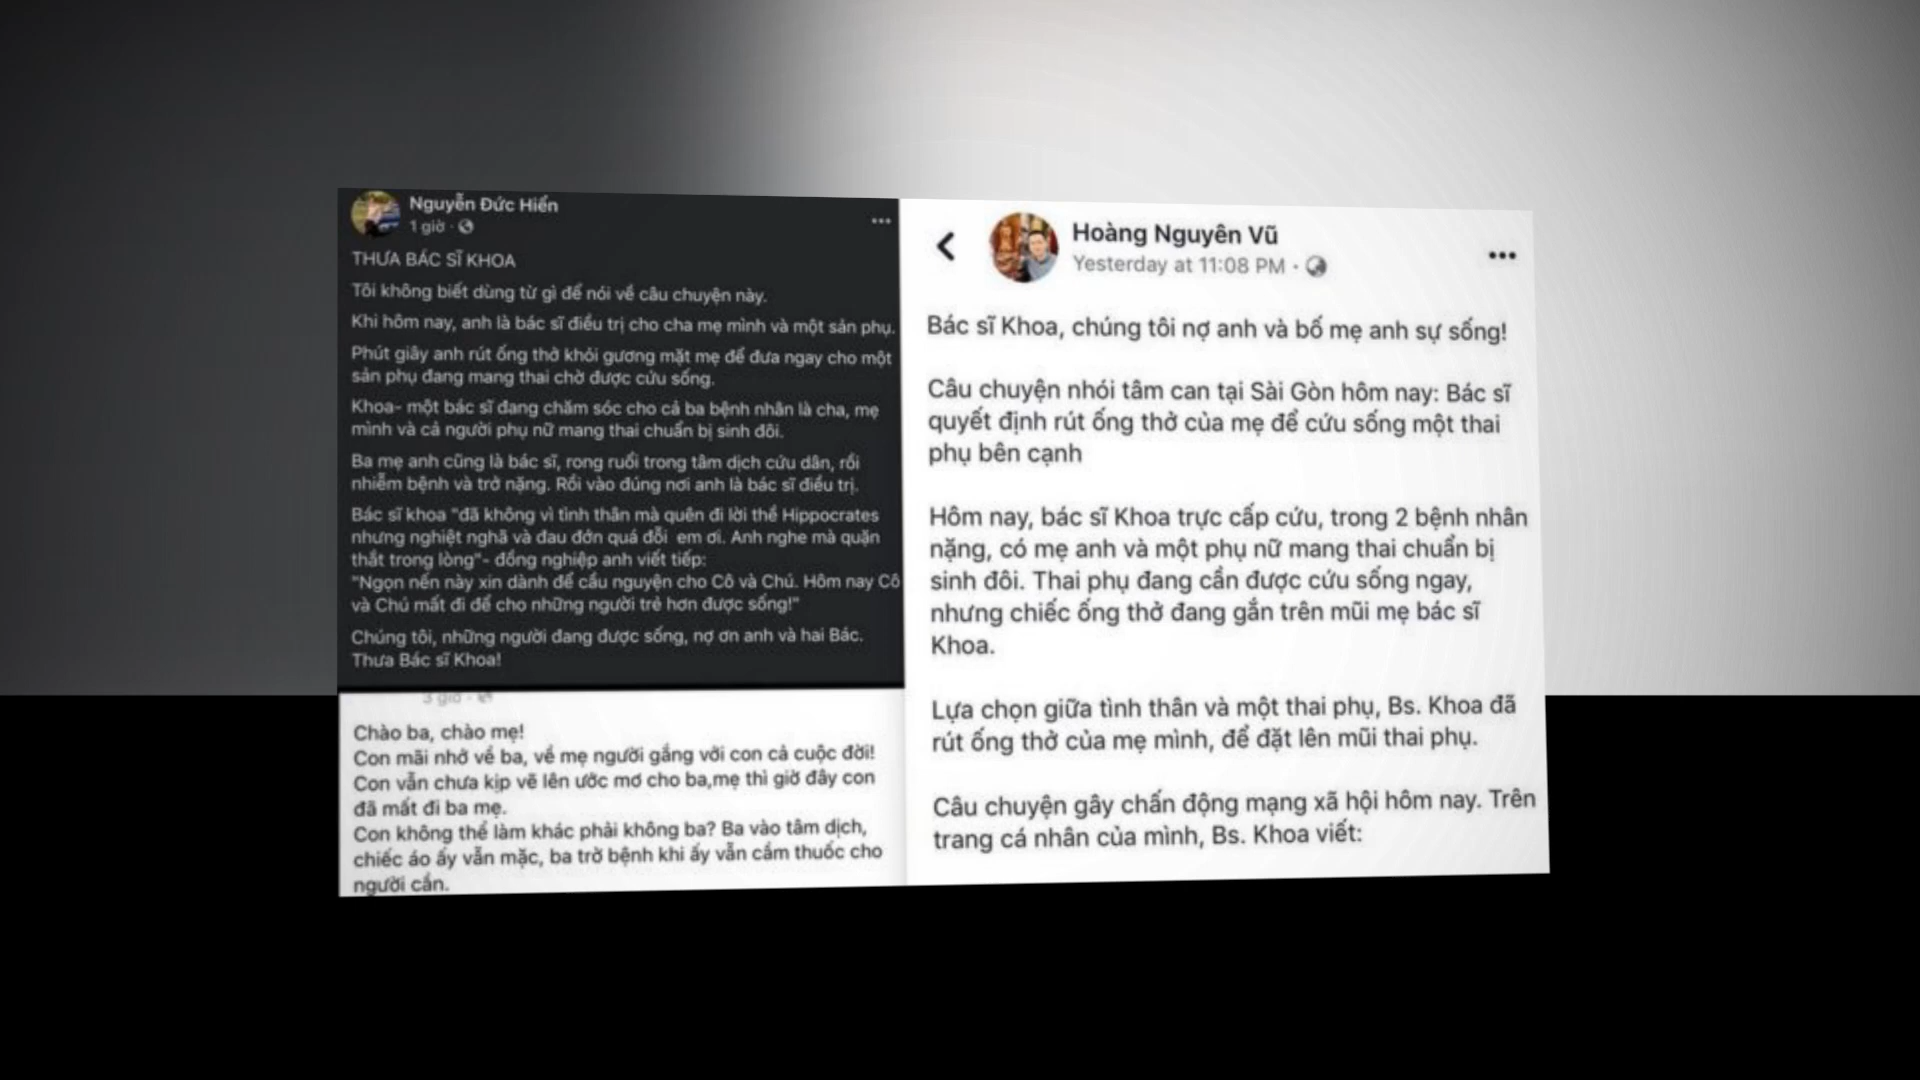 Nguyễn Đức Hiển
1 giờ ·
THƯA BÁC SĨ KHOA
Tôi không biết dùng từ gì để nói về câu chuyện này.
Khi hôm nay, anh là bác sĩ điều trị cho cha mẹ mình và một sản phụ.
Phút giây anh rút ống thở khỏi gương mặt mẹ để đưa ngay cho một
sản phụ đang mang thai chờ được cứu sống.
Khoa- một bác sĩ đang chăm sóc cho cả ba bệnh nhân là cha, mẹ
mình và cả người phụ nữ mang thai chuẩn bị sinh đôi.
Ba mẹ anh cũng là bác sĩ, rong ruổi trong tâm dịch cứu dân, rồi
nhiễm bệnh và trở nặng. Rồi vào đúng nơi anh là bác sĩ điều trị.
Bác sĩ khoa "đã không vì tình thân mà quên đi lời thề Hippocrates
nhưng nghiệt nghã và đau đớn quá đỗi em ơi. Anh nghe mà quặn
thắt trong lòng"- đồng nghiệp anh viết tiếp:
"Ngọn nến này xin dành để cầu nguyện cho Cô và Chú. Hôm nay Cô
và Chú mất đi để cho những người trẻ hơn được sống!"
Chúng tôi, những người đang được sống, nợ ơn anh và hai Bác.
Thưa Bác sĩ Khoa!
3 giờ ·
Chào ba, chào mẹ!
Con mãi nhớ về ba, về mẹ người gắng với con cả cuộc đời!
Con vẫn chưa kịp vẽ lên ước mơ cho ba,mẹ thì giờ đây con
đã mất đi ba mẹ.
Con không thể làm khác phải không ba? Ba vào tâm dịch,
chiếc áo ấy vẫn mặc, ba trở bệnh khi ấy vẫn cầm thuốc cho
người cần.
Hoàng Nguyên Vũ
Yesterday at 11:08 PM ·
Bác sĩ Khoa, chúng tôi nợ anh và bố mẹ anh sự sống!
Câu chuyện nhói tâm can tại Sài Gòn hôm nay: Bác sĩ
quyết định rút ống thở của mẹ để cứu sống một thai
phụ bên cạnh
Hôm nay, bác sĩ Khoa trực cấp cứu, trong 2 bệnh nhân
nặng, có mẹ anh và một phụ nữ mang thai chuẩn bị
sinh đôi. Thai phụ đang cần được cứu sống ngay,
nhưng chiếc ống thở đang gắn trên mũi mẹ bác sĩ
Khoa.
Lựa chọn giữa tình thân và một thai phụ, Bs. Khoa đã
rút ống thở của mẹ mình, để đặt lên mũi thai phụ.
Câu chuyện gây chấn động mạng xã hội hôm nay. Trên
trang cá nhân của mình, Bs. Khoa viết: